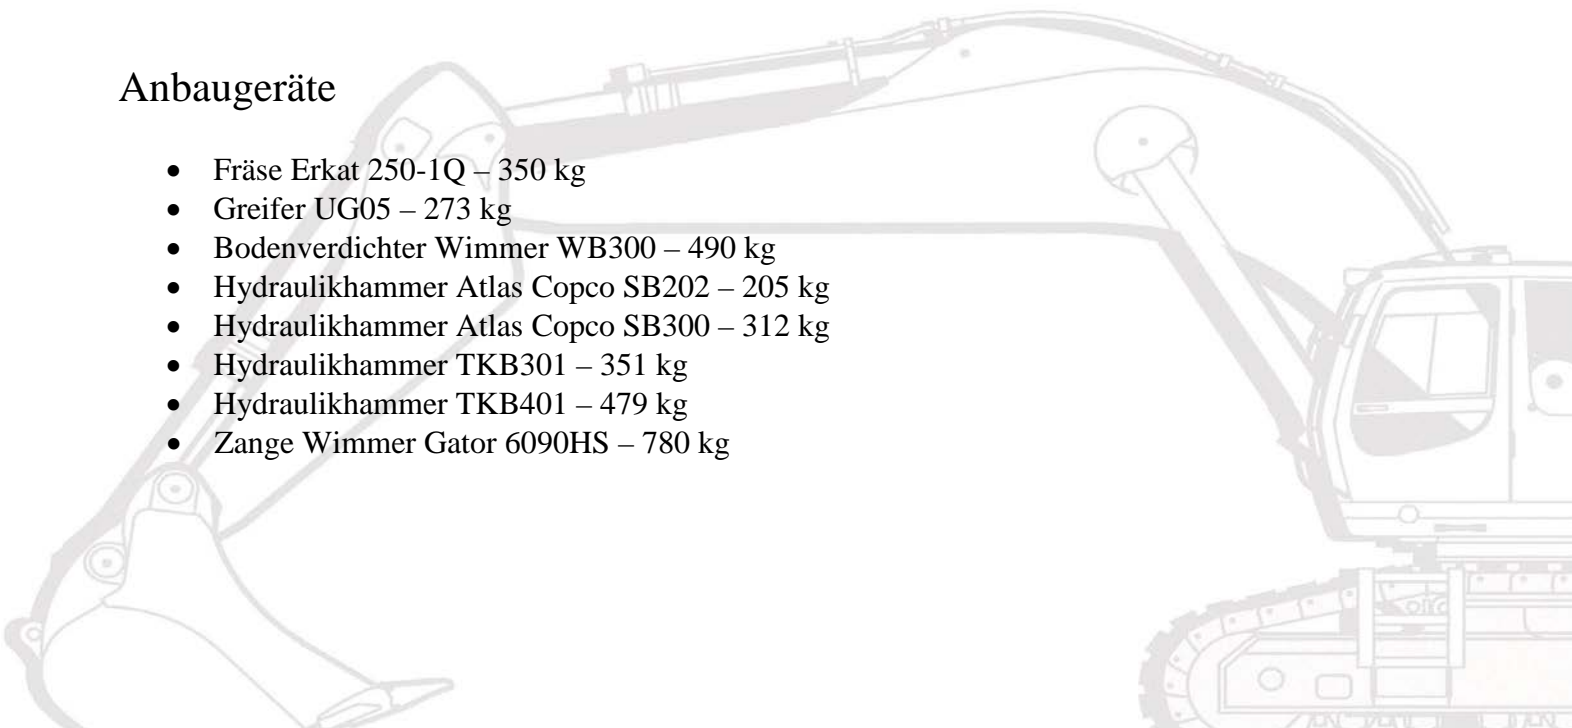 Anbaugeräte
• Fräse Erkat 250-1Q – 350 kg
• Greifer UG05 – 273 kg
• Bodenverdichter Wimmer WB300 – 490 kg
• Hydraulikhammer Atlas Copco SB202 – 205 kg
• Hydraulikhammer Atlas Copco SB300 – 312 kg
• Hydraulikhammer TKB301 – 351 kg
• Hydraulikhammer TKB401 – 479 kg
• Zange Wimmer Gator 6090HS – 780 kg